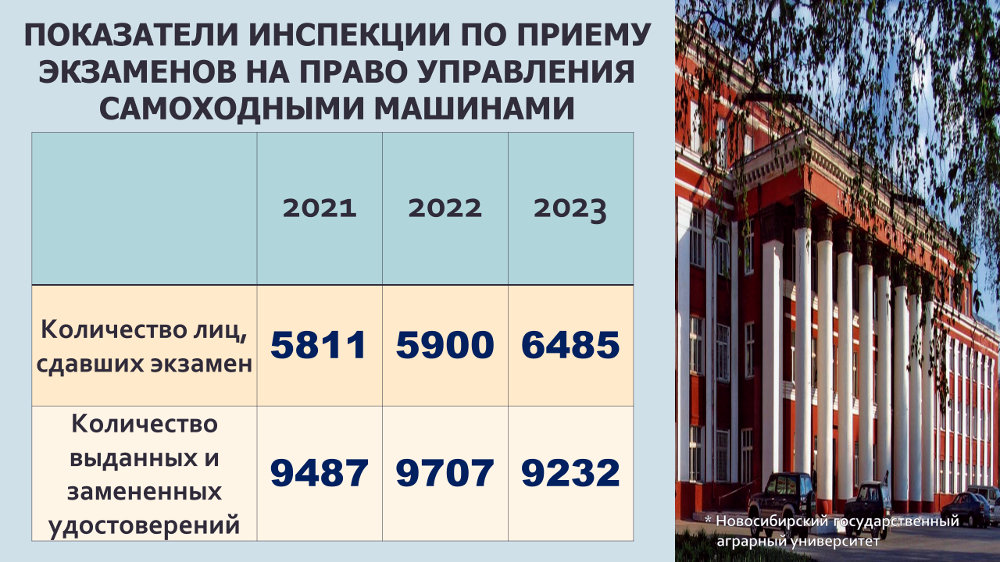 ПОКАЗАТЕЛИ ИНСПЕКЦИИ ПО ПРИЕМУ
ЭКЗАМЕНОВ НА ПРАВО УПРАВЛЕНИЯ
САМОХОДНЫМИ МАШИНАМИ
2021 2022 2023
Количество лиц,
сдавших экзамен
5811 5900 6485
Количество
выданных и
замененных
удостоверений
9487 9707 9232
* Новосибирский государственный
аграрный университет